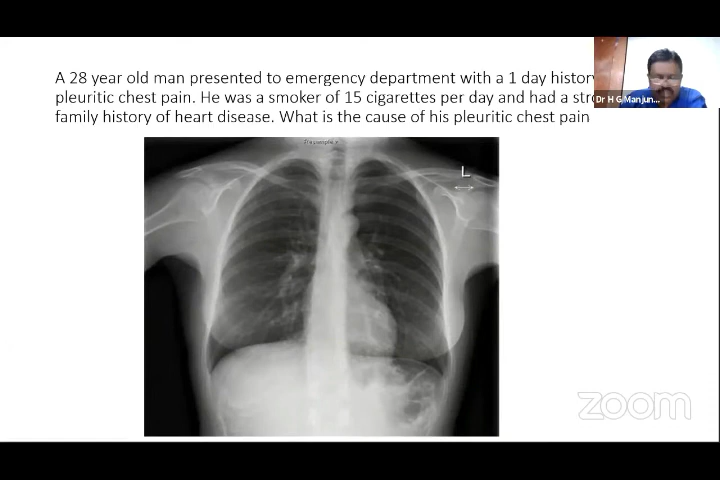 A 28 year old man presented to emergency department with a 1 day history
pleuritic chest pain. He was a smoker of 15 cigarettes per day and had a
family history of heart disease. What is the cause of his pleuritic chest pain
Dr H G Manjun...
L
zoom